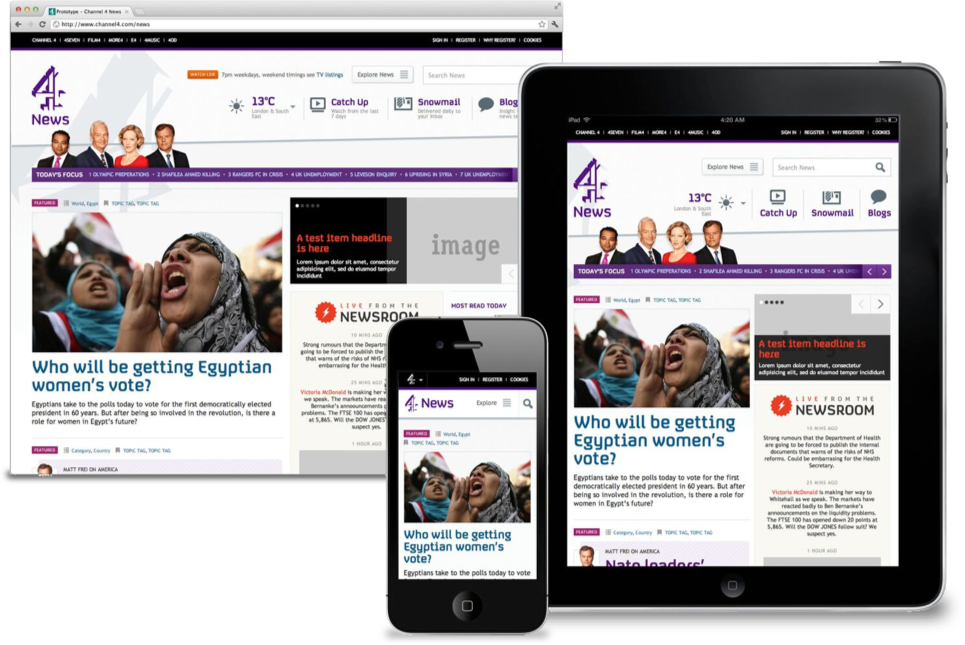 Prototype - Channel 4 News
http://www.channel4.com/news
CHANNEL 4 | 4SEVEN | FILM4 | MORE4 | E4 | 4MUSIC | 4OD
SIGN IN | REGISTER | WHY REGISTER? | COOKIES
WATCH LIVE 7pm weekdays, weekend timings see TV listings
Explore News
Search News
News
13°C
London & South East
Catch Up
Watch from the last 7 days
Snowmail
Delivered daily to your inbox
Blog
TODAY'S FOCUS 1 OLYMPIC PREPERATIONS • 2 SHAFILEA AHMED KILLING • 3 RANGERS FC IN CRISIS • 4 UK UNEMPLOYMENT • 5 LEVESON ENQUIRY • 6 UPRISING IN SYRIA • 7 UK UNEMPLOYM
FEATURED World, Egypt TOPIC TAG, TOPIC TAG
Who will be getting Egyptian
women's vote?
Egyptians take to the polls today to vote for the first democratically elected
president in 60 years. But after being so involved in the revolution, is there a
role for women in Egypt's future?
FEATURED Category, Country TOPIC TAG, TOPIC TAG
MATT FREI ON AMERICA
A test item headline
is here
Lorem ipsum dolor sit amet, consectetur
adipisicing elit, sed do eiusmod tempor
incididunt
image
LIVE FROM THE
NEWSROOM
MOST READ TODAY
10 MINS AGO
Strong rumours that the Department
going to be forced to publish the
that warns of the risks of NHS
embarrassing for the Health
25 MINS AGO
Victoria McDonald is making her
we speak. The markets have
Bernanke's announcements on
problems. The FTSE 100 has
at 5,865. Will the DOW JONES
suspect yes.
1 HOUR AGO
SIGN IN | REGISTER | COOKIES
News
Explore
FEATURED World, Egypt
TOPIC TAG, TOPIC TAG
Who will be getting
Egyptian women's
vote?
Egyptians take to the polls today to vote
iPad
4:20 AM
32%
CHANNEL 4 | 4SEVEN | FILM4 | MORE4 | E4 | 4MUSIC | 4OD
SIGN IN | REGISTER | WHY REGISTER? | COOKIES
Explore News
Search News
News
13°C
London & South East
Catch Up
Snowmail
Blogs
TODAY'S FOCUS 1 OLYMPIC PREPERATIONS • 2 SHAFILEA AHMED KILLING • 3 RANGERS FC IN CRISIS • 4 UK
FEATURED World, Egypt TOPIC TAG, TOPIC TAG
Who will be getting
Egyptian women's
vote?
Egyptians take to the polls today to vote for the first
democratically elected president in 60 years. But after
being so involved in the revolution, is there a role for
women in Egypt's future?
FEATURED Category, Country TOPIC TAG, TOPIC TAG
MATT FREI ON AMERICA
Nato leaders'
A test item headline is
here
Lorem ipsum dolor sit amet, consectetur
adipisicing elit, sed do eiusmod tempor incididunt
LIVE FROM THE
NEWSROOM
10 MINS AGO
Strong rumours that the Department of Health
are going to be forced to publish the internal
documents that warns of the risks of NHS
reforms. Could be embarrassing for the Health
Secretary.
25 MINS AGO
Victoria McDonald is making her way to
Whitehall as we speak. The markets have
reacted badly to Ben Bernanke's
announcements on the liquidity problems.
The FTSE 100 has opened down 20 points at
5,865. Will the DOW JONES follow suit? We
suspect yes.
1 HOUR AGO